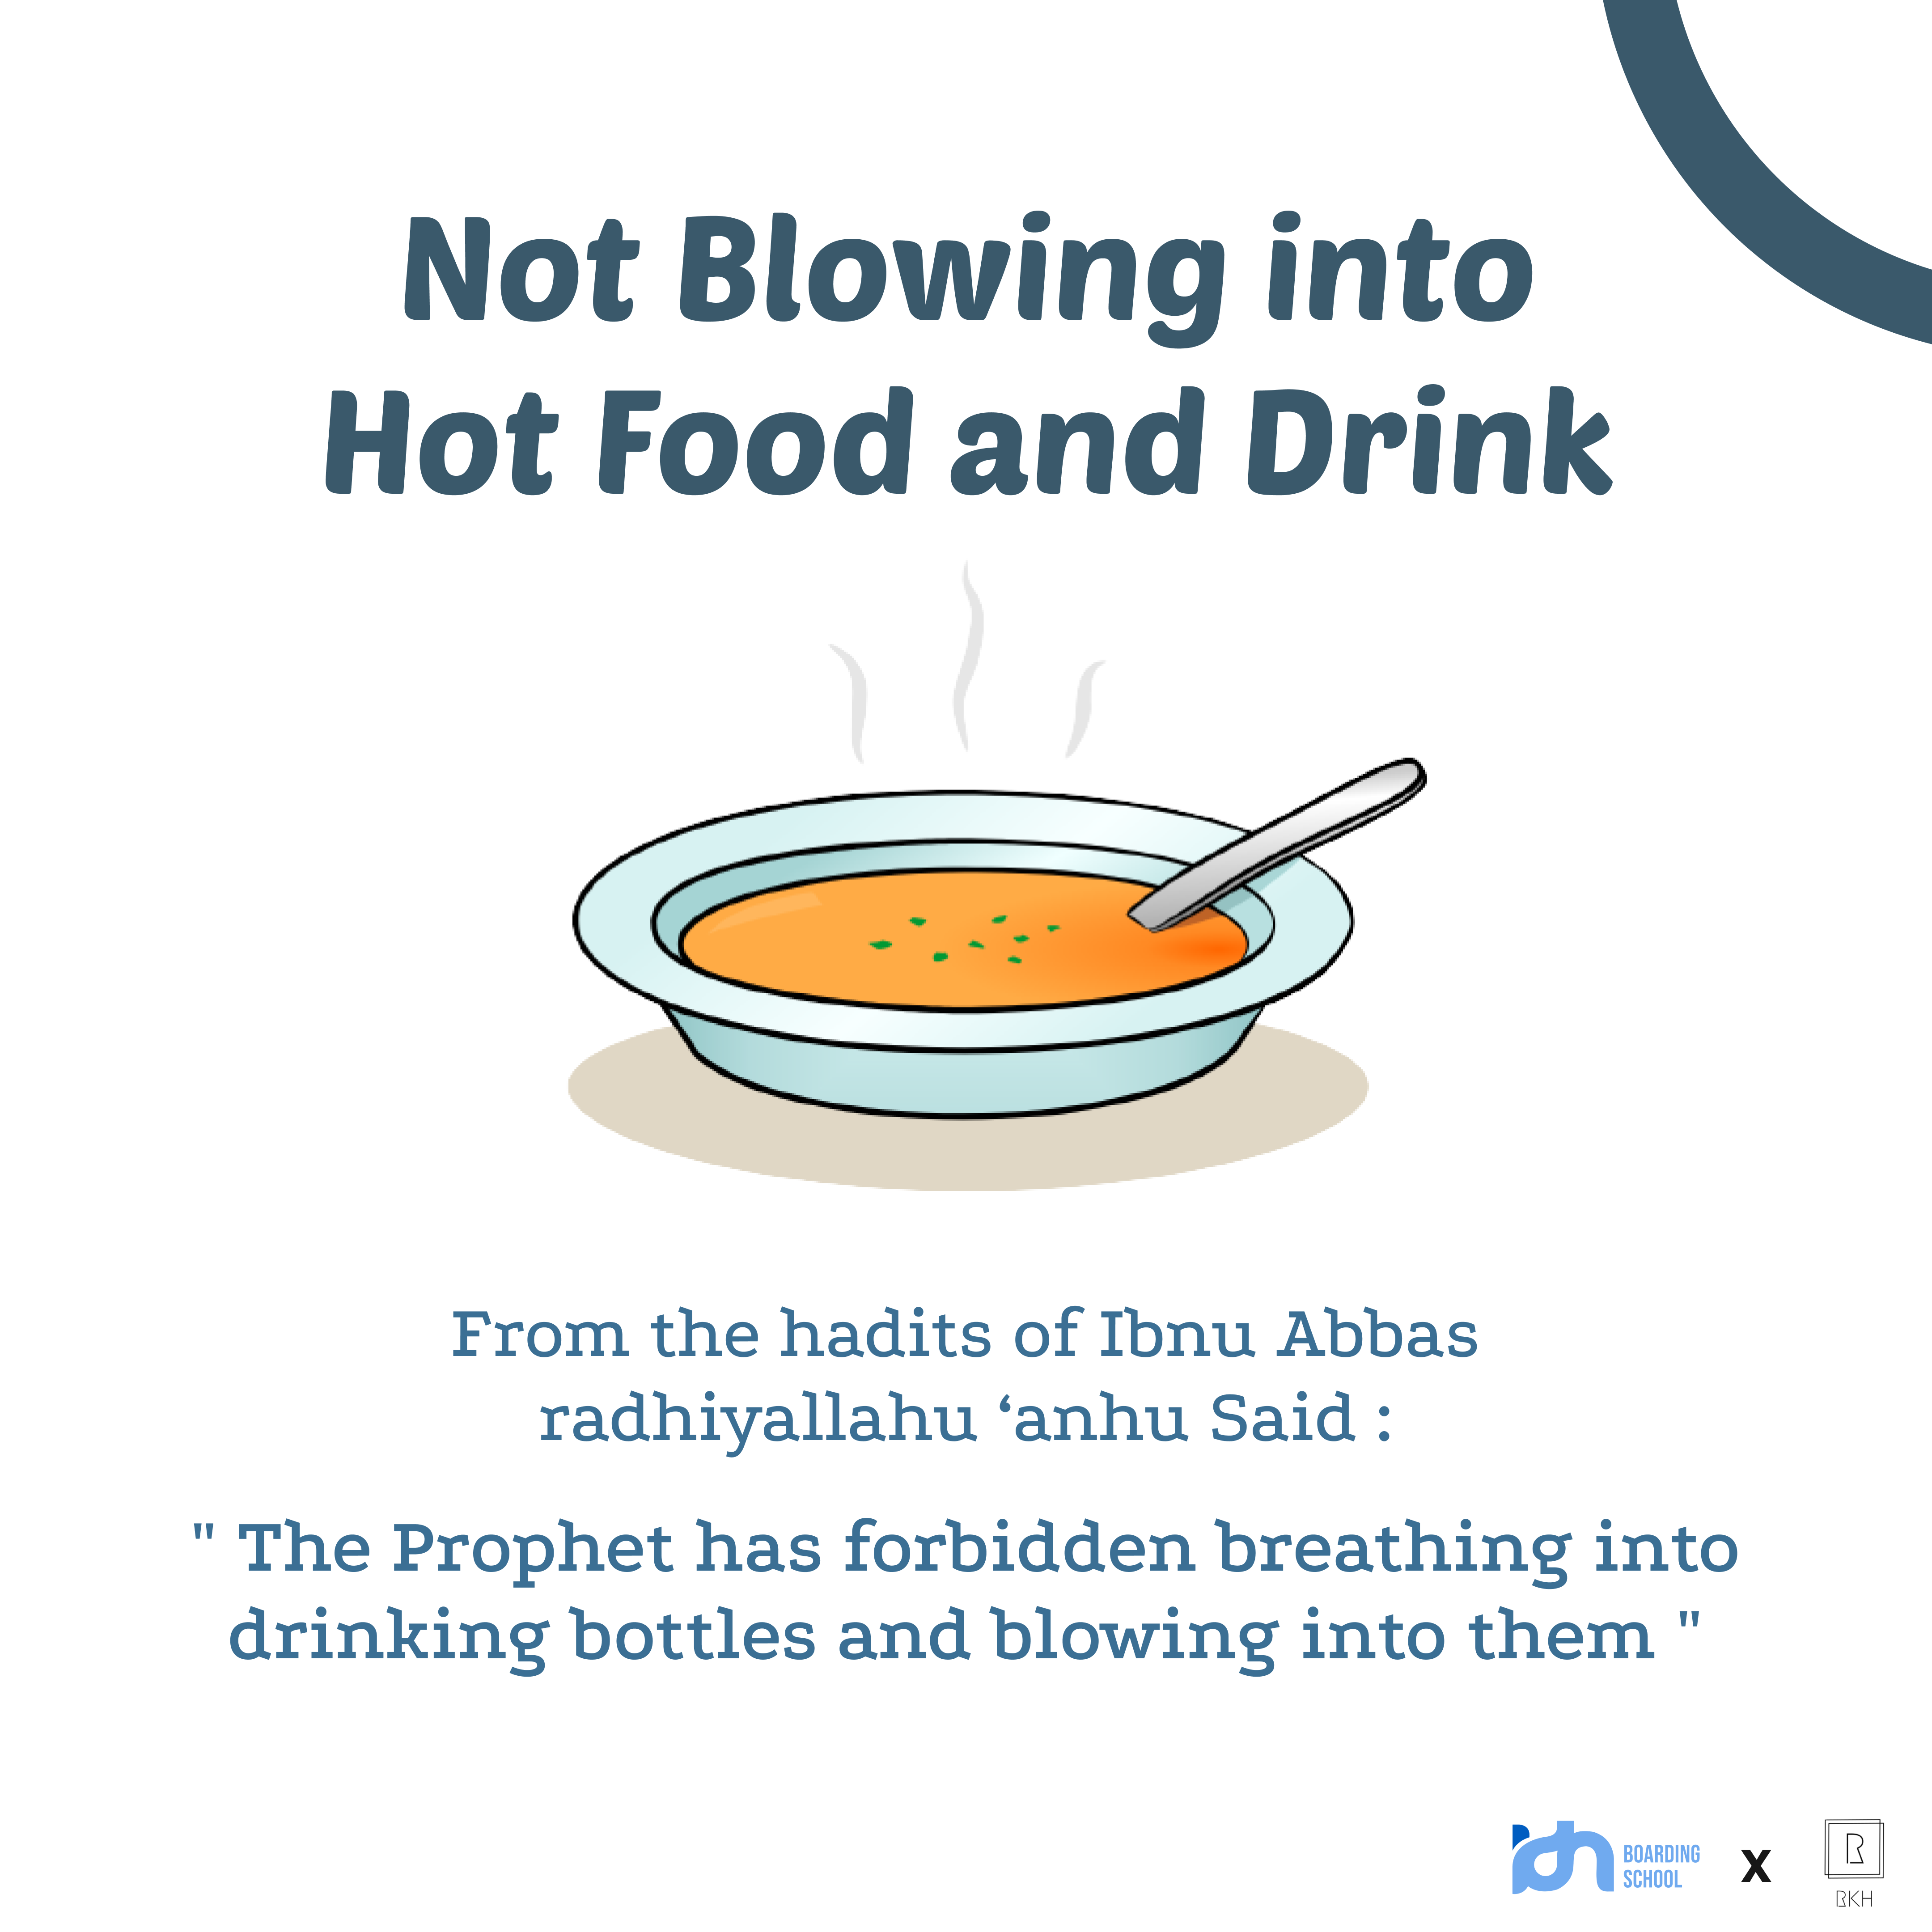 Not Blowing into
Hot Food and Drink
From the hadits of Ibnu Abbas
radhiyallahu ‘anhu Said :
" The Prophet has forbidden breathing into
drinking bottles and blowing into them "
BOARDING
SCHOOL
X
R
RKH